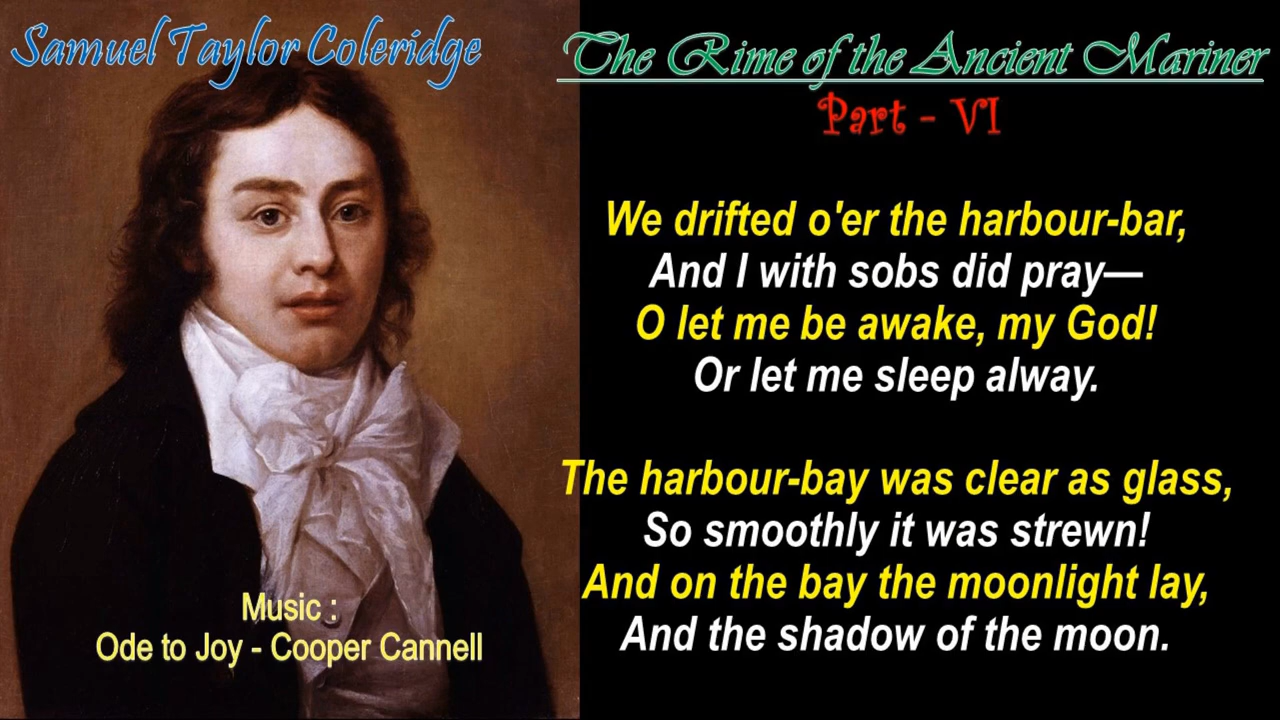 Samuel Taylor Coleridge
The Rime of the Ancient Mariner
Part - VI
We drifted o'er the harbour-bar,
And I with sobs did pray—
O let me be awake, my God!
Or let me sleep alway.
The harbour-bay was clear as glass,
So smoothly it was strewn!
And on the bay the moonlight lay,
And the shadow of the moon.
Music :
Ode to Joy - Cooper Cannell